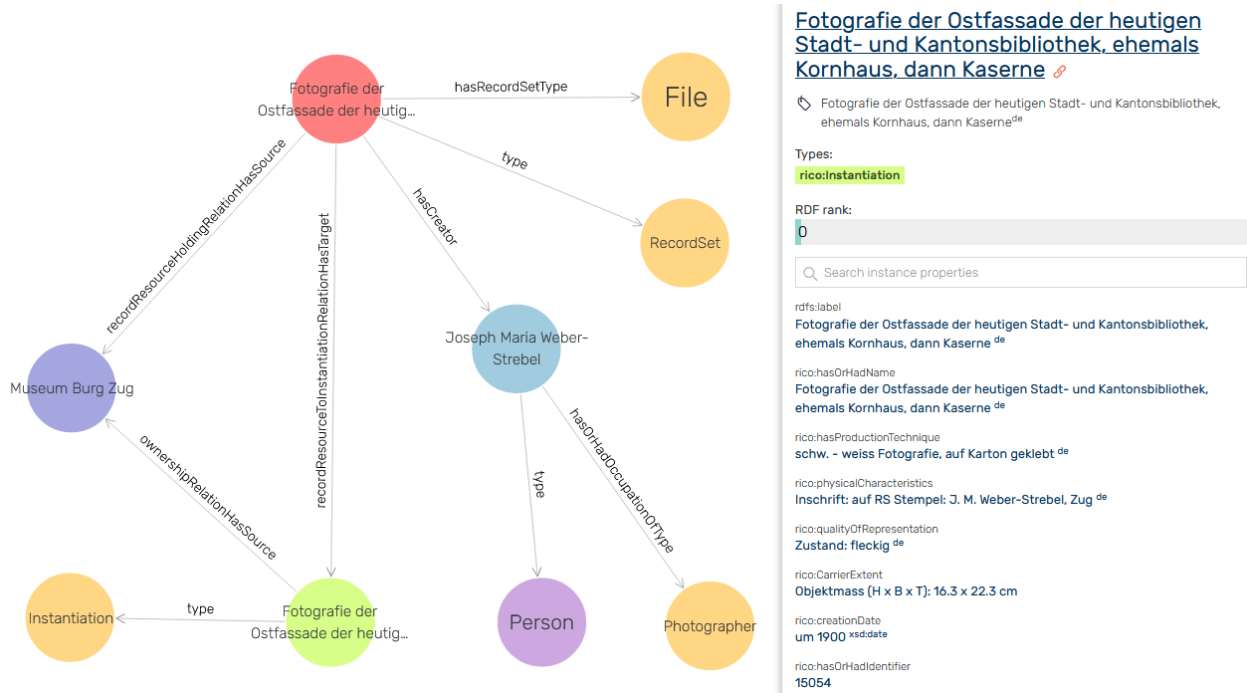 Fotografie der
Ostfassade der heutig...
hasRecordSetType
File
type
RecordSet
hasCreator
recordResourceHoldingRelationHasSource
recordResourceToInstantiationRelationHasTarget
Joseph Maria Weber-
Strebel
Museum Burg Zug
ownershipRelationHasSource
type
hasOrHadOccupationOfType
Instantiation
type
Fotografie der
Ostfassade der heutig...
Person
Photographer
Fotografie der Ostfassade der heutigen
Stadt- und Kantonsbibliothek, ehemals
Kornhaus, dann Kaserne
Fotografie der Ostfassade der heutigen Stadt- und Kantonsbibliothek,
ehemals Kornhaus, dann Kaserne de
Types:
rico:Instantiation
RDF rank:
0
Search instance properties
rdfs:label
Fotografie der Ostfassade der heutigen Stadt- und Kantonsbibliothek,
ehemals Kornhaus, dann Kaserne de
rico:hasOrHadName
Fotografie der Ostfassade der heutigen Stadt- und Kantonsbibliothek,
ehemals Kornhaus, dann Kaserne de
rico:hasProductionTechnique
schw. - weiss Fotografie, auf Karton geklebt de
rico:physicalCharacteristics
Inschrift: auf RS Stempel: J. M. Weber-Strebel, Zug de
rico:qualityOfRepresentation
Zustand: fleckig de
rico:CarrierExtent
Objektmass (H x B x T): 16.3 x 22.3 cm
rico:creationDate
um 1900 xsd:date
rico:hasOrHadIdentifier
15054